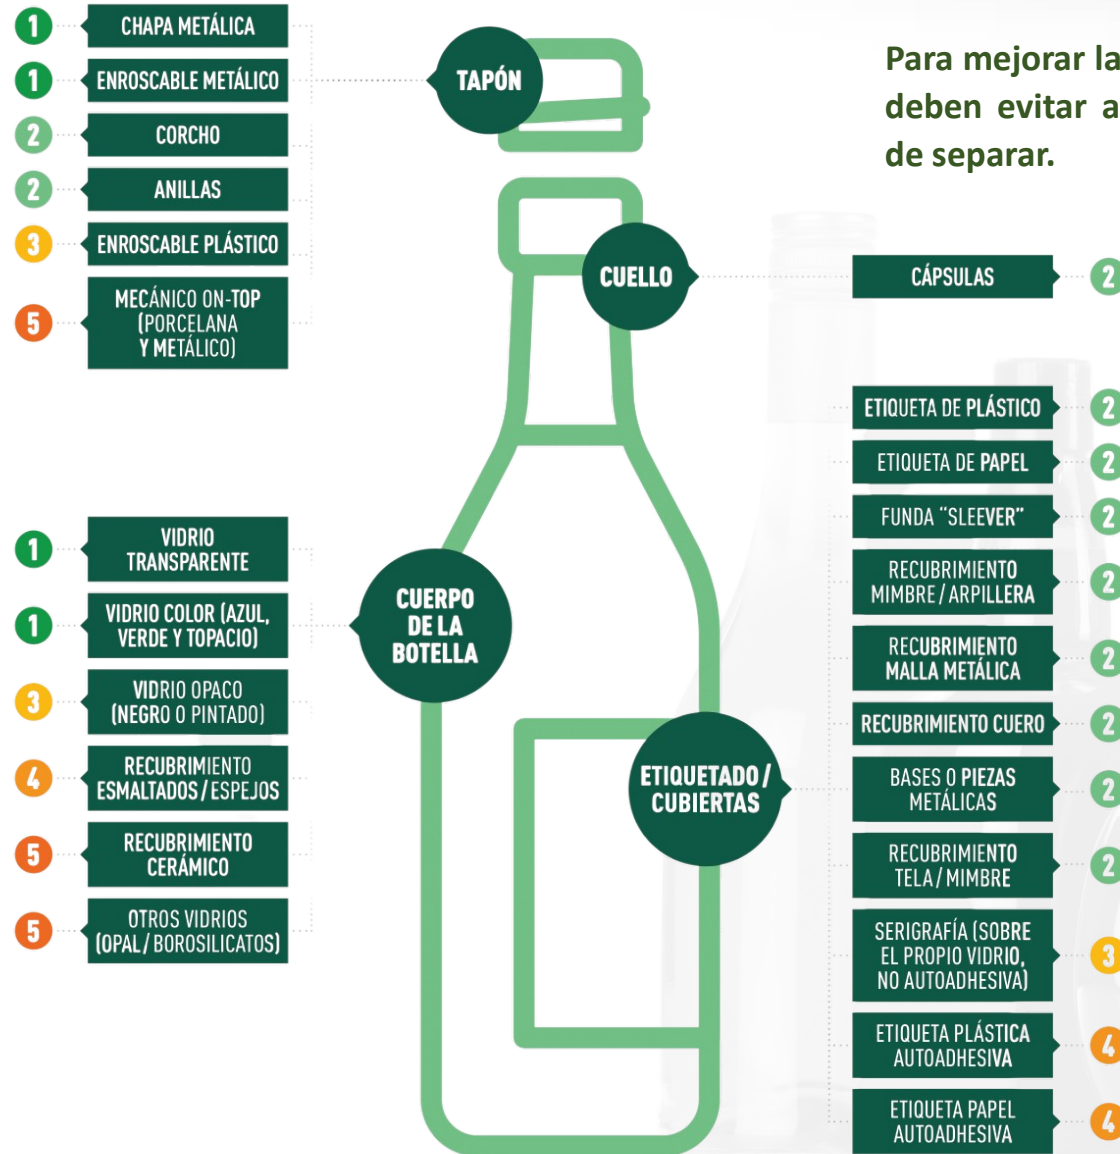 1 CHAPA METÁLICA
1 ENROSCABLE METÁLICO
2 CORCHO
2 ANILLAS
3 ENROSCABLE PLÁSTICO
5 MECÁNICO ON-TOP
(PORCELANA
Y METÁLICO)
TAPÓN
Para mejorar la
deben evitar a
de separar.
CUELLO
CÁPSULAS 2
1 VIDRIO
TRANSPARENTE
1 VIDRIO COLOR (AZUL,
VERDE Y TOPACIO)
3 VIDRIO OPACO
(NEGRO O PINTADO)
4 RECUBRIMIENTO
ESMALTADOS/ESPEJOS
5 RECUBRIMIENTO
CERÁMICO
5 OTROS VIDRIOS
(OPAL/BOROSILICATOS)
CUERPO
DE LA
BOTELLA
ETIQUETADO/
CUBIERTAS
ETIQUETA DE PLÁSTICO 2
ETIQUETA DE PAPEL 2
FUNDA "SLEEVER" 2
RECUBRIMIENTO
MIMBRE/ARPILLERA 2
RECUBRIMIENTO
MALLA METÁLICA 2
RECUBRIMIENTO CUERO 2
BASES O PIEZAS
METÁLICAS 2
RECUBRIMIENTO
TELA/MIMBRE 2
SERIGRAFÍA (SOBRE
EL PROPIO VIDRIO, 3
NO AUTOADHESIVA)
ETIQUETA PLÁSTICA
AUTOADHESIVA 4
ETIQUETA PAPEL
AUTOADHESIVA 4